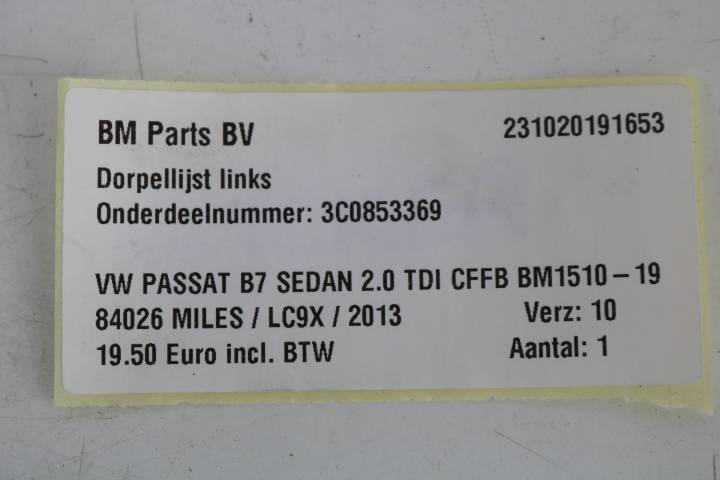 BM Parts BV 231020191653
Dorpellijst links
Onderdeelnummer: 3C0853369
VW PASSAT B7 SEDAN 2.0 TDI CFFB BM1510-19
84026 MILES / LC9X / 2013 Verz: 10
19.50 Euro incl. BTW Aantal: 1